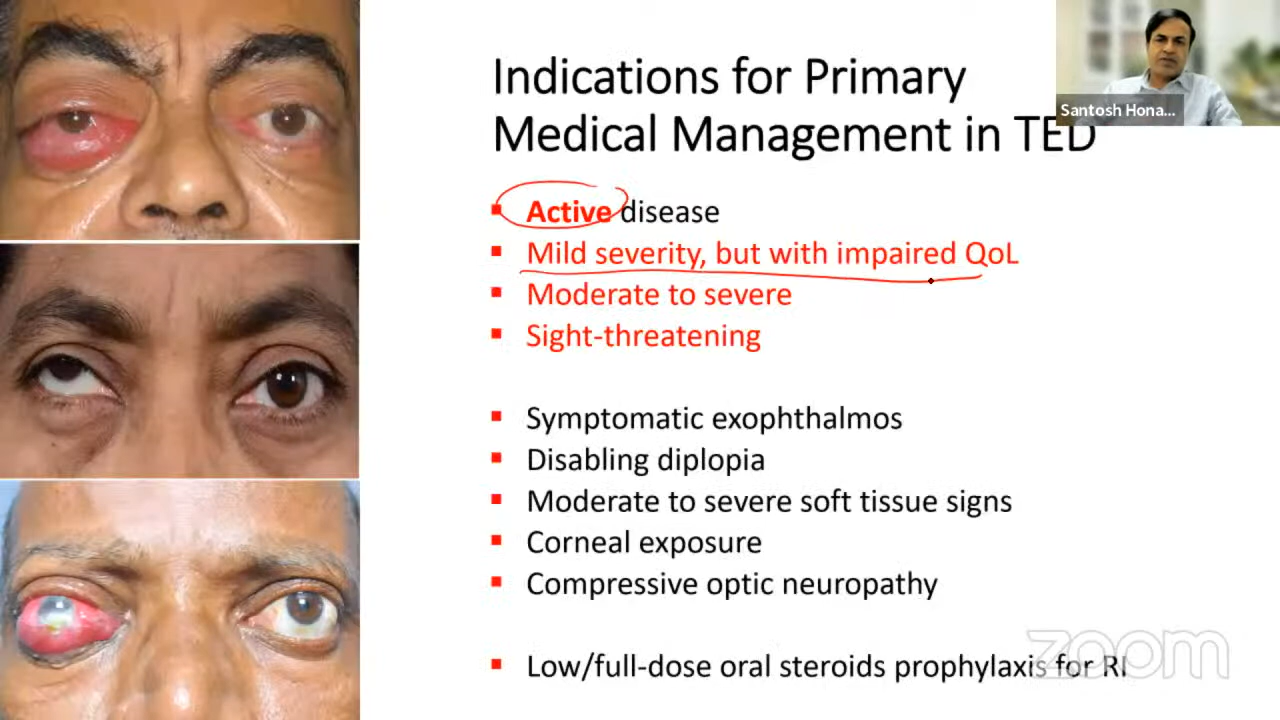 Indications for Primary
Medical Management in TED
Santosh Hona...
Active disease
Mild severity, but with impaired QoL
Moderate to severe
Sight-threatening
Symptomatic exophthalmos
Disabling diplopia
Moderate to severe soft tissue signs
Corneal exposure
Compressive optic neuropathy
Low/full-dose oral steroids prophylaxis for RI
zoom